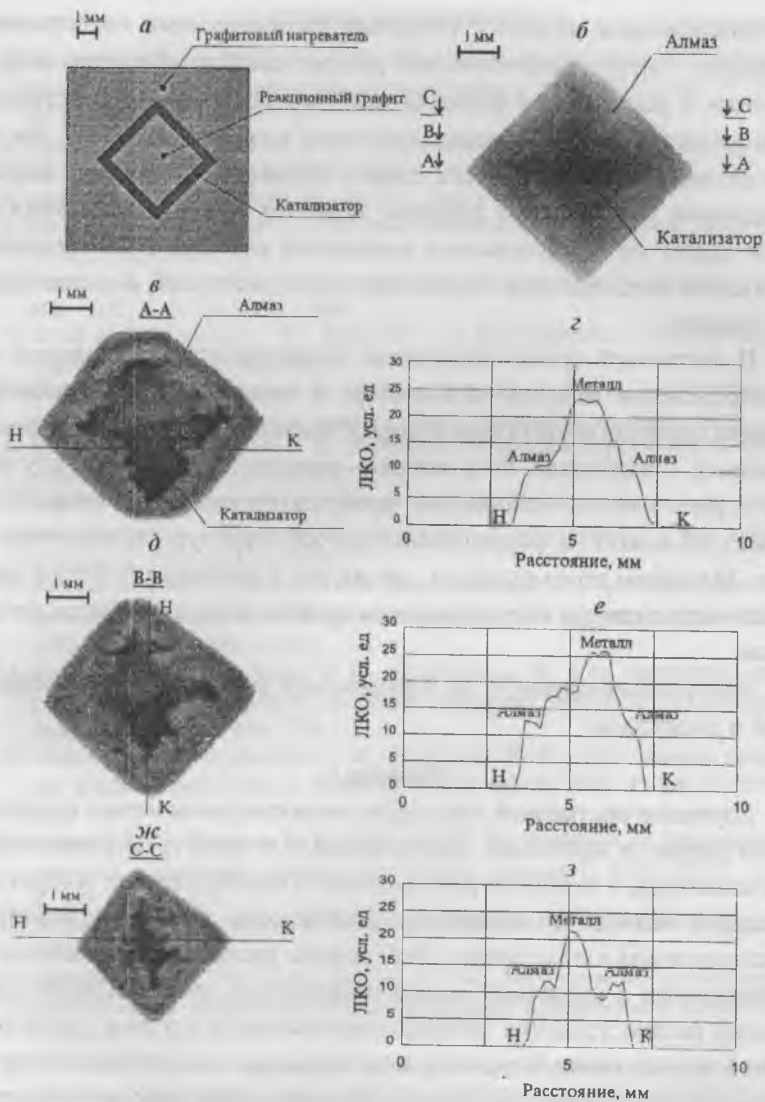 1 мм
а
Графитовый нагреватель
Реакционный графит
Катализатор
1 мм
б
Алмаз
C
B
A
C
B
A
Катализатор
1 мм
в
A-A
Алмаз
Н
К
Катализатор
г
ЛКО, усл. ед
30
25
20
15
10
5
0
Металл
Алмаз
Алмаз
Н
К
0
5
10
Расстояние, мм
д
1 мм
B-B
Н
К
е
ЛКО, усл. ед
30
25
20
15
10
5
0
Металл
Алмаз
Алмаз
Н
К
0
5
10
Расстояние, мм
ж
C-C
1 мм
Н
К
з
ЛКО, усл. ед
30
25
20
15
10
5
0
Металл
Алмаз
Алмаз
Н
К
0
5
10
Расстояние, мм